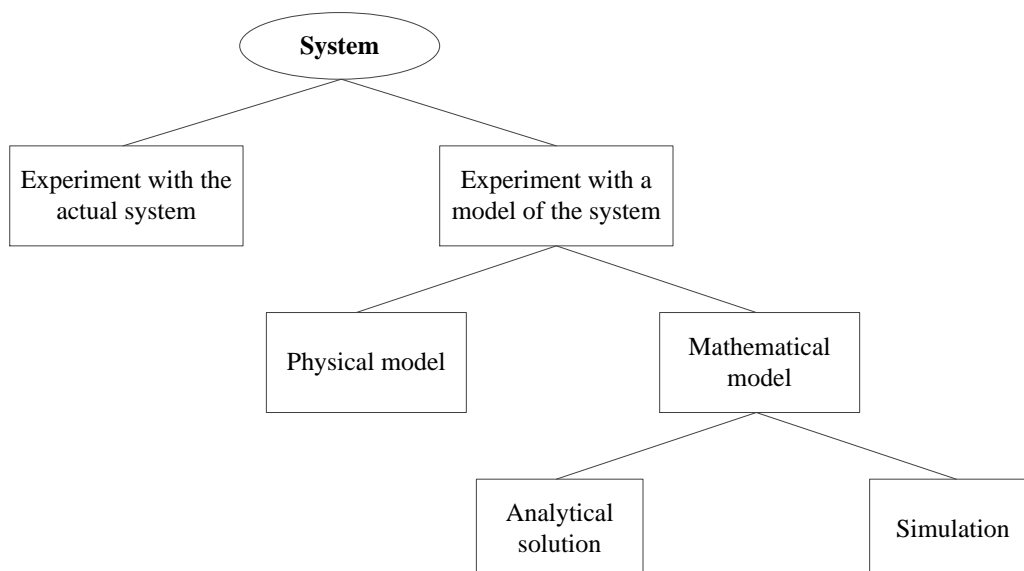 System
Experiment with the
actual system
Experiment with a
model of the system
Physical model
Mathematical
model
Analytical
solution
Simulation